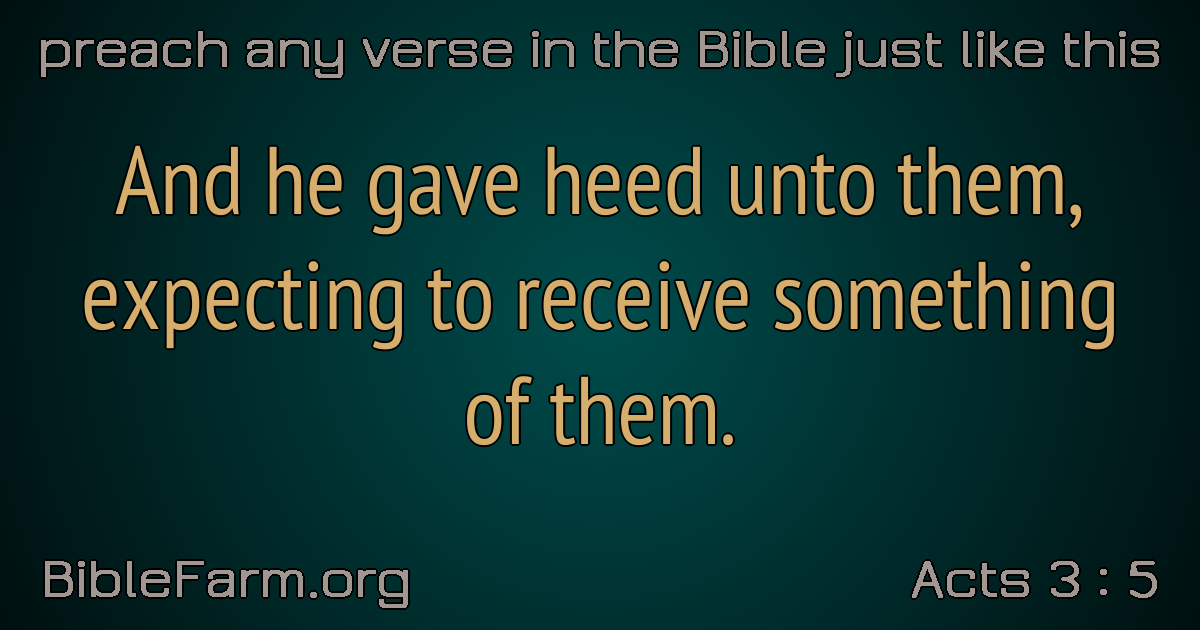 preach any verse in the Bible just like this
And he gave heed unto them,
expecting to receive something
of them.
BibleFarm.org
Acts 3 : 5